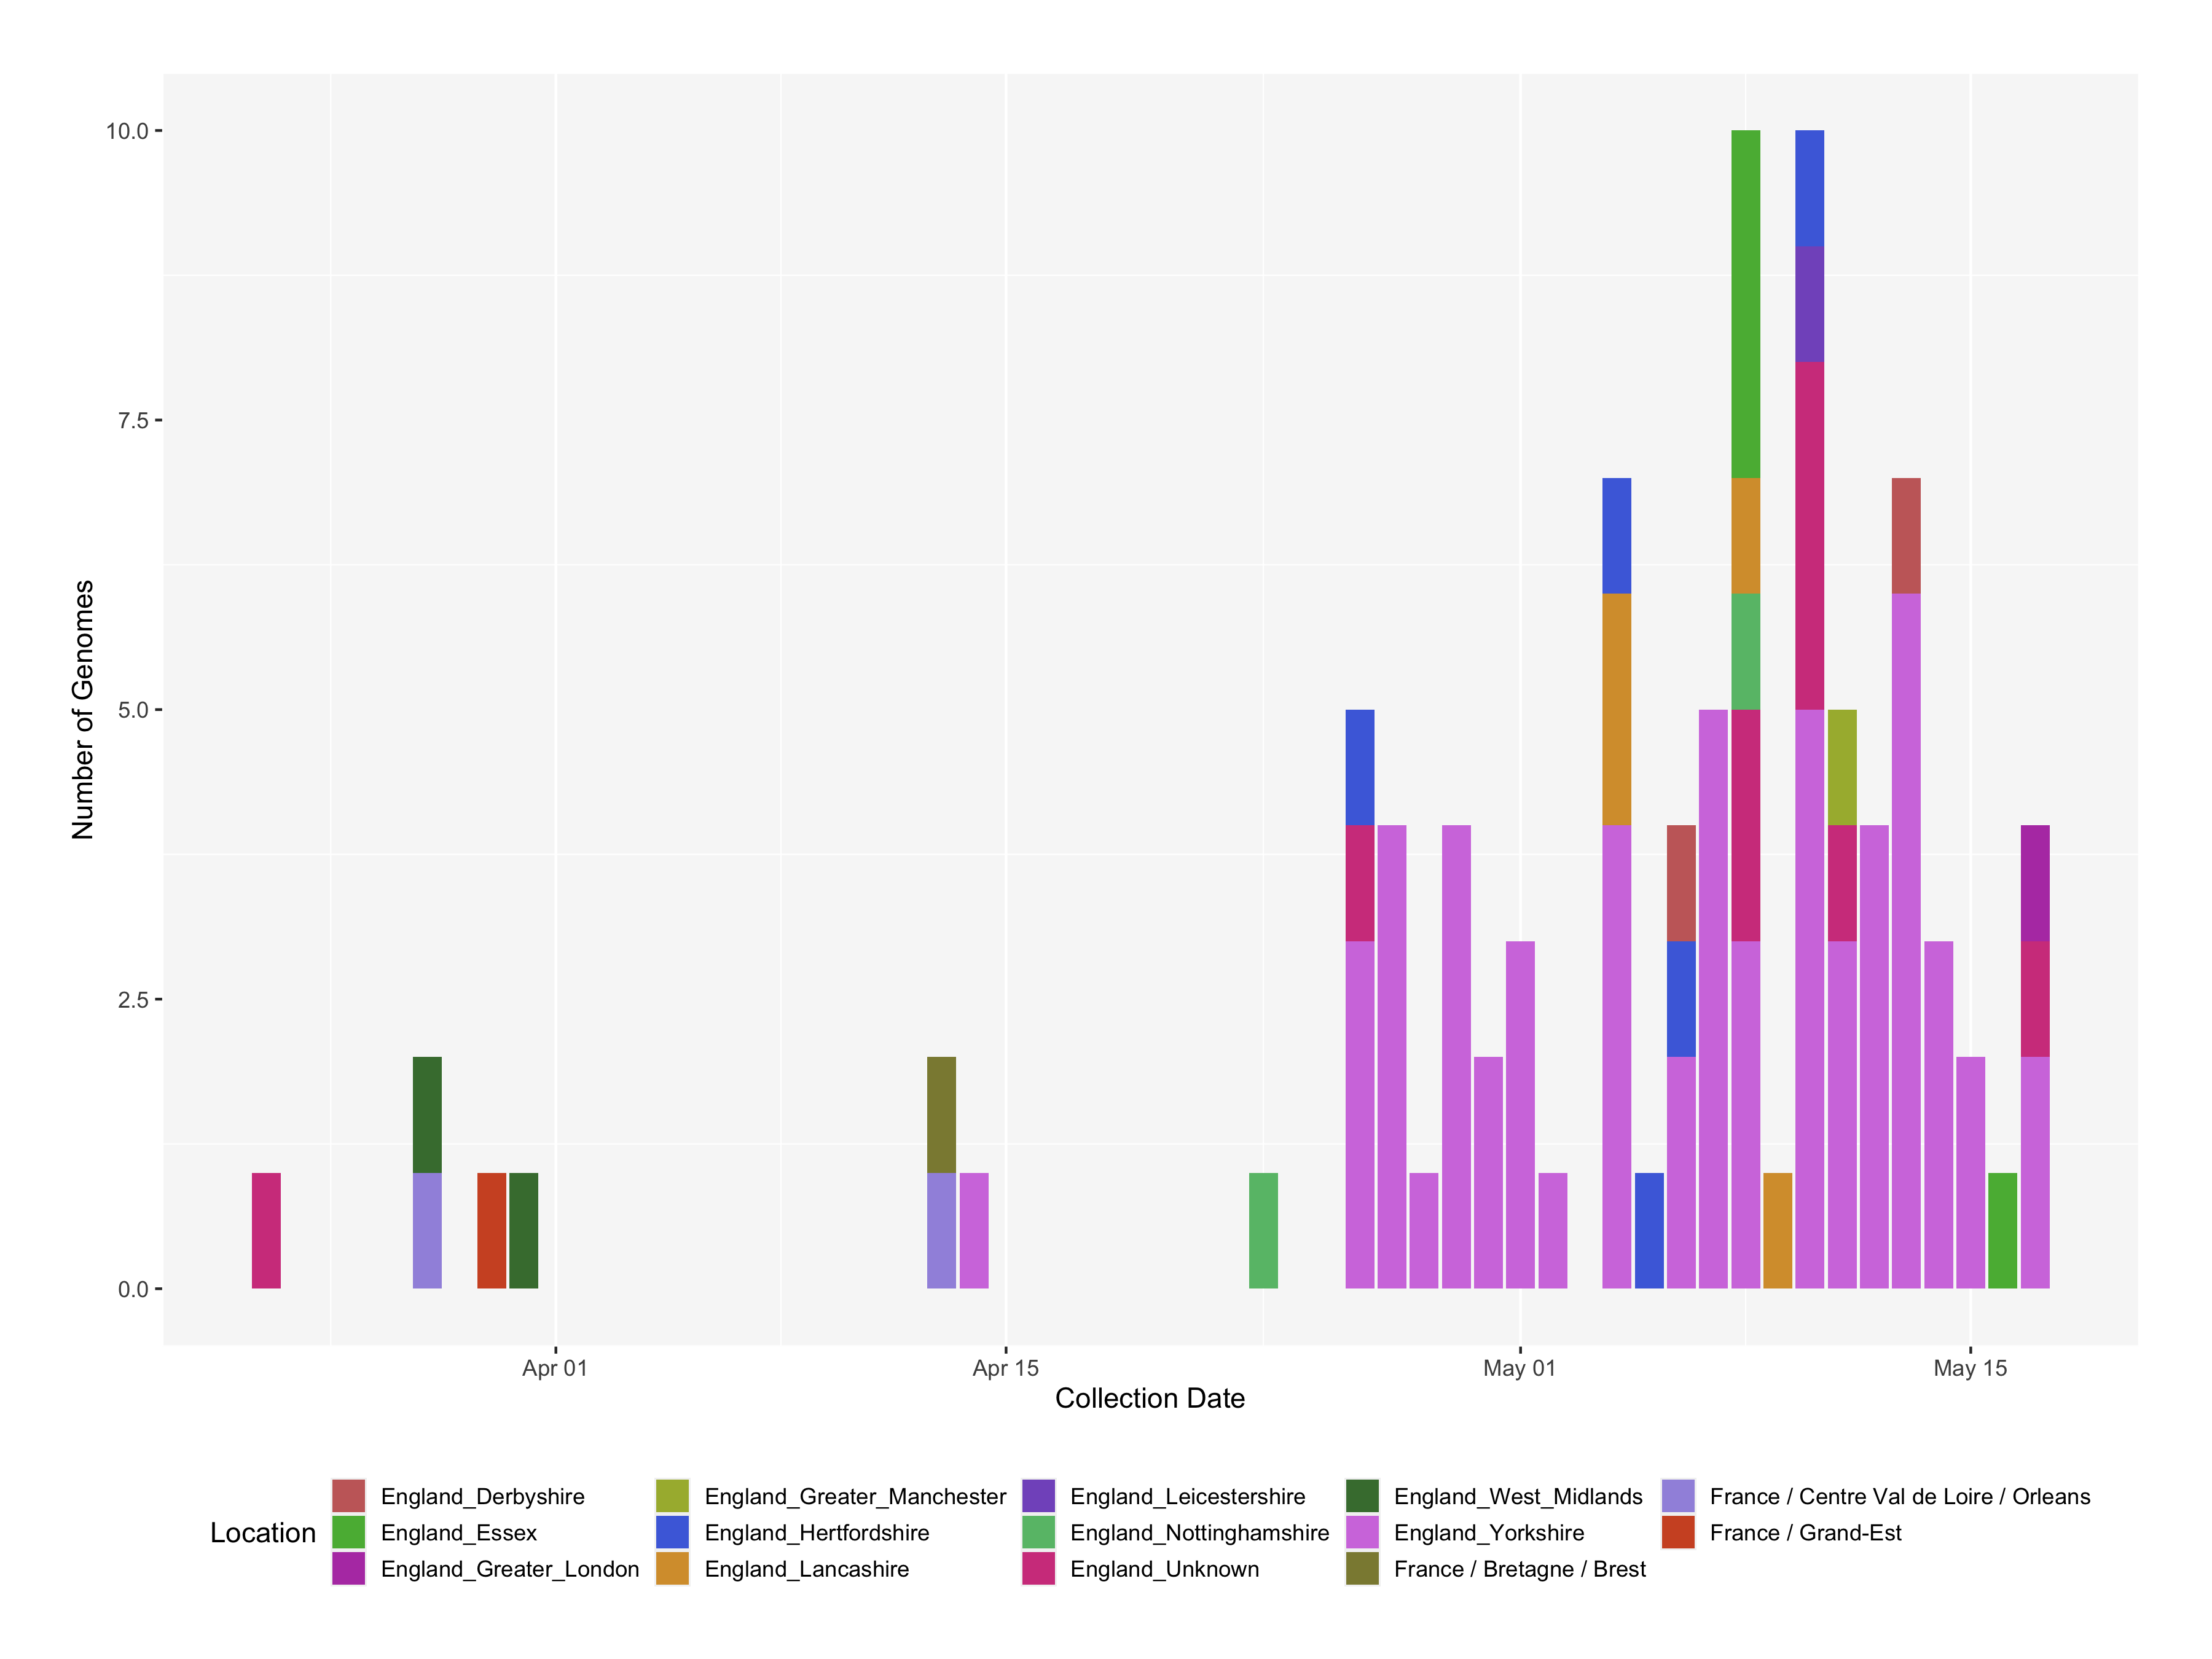 10.0
7.5
5.0
2.5
0.0
Number of Genomes
Apr 01 Apr 15 May 01 May 15
Collection Date
Location
England_Derbyshire England_Greater_Manchester England_Leicestershire England_West_Midlands France / Centre Val de Loire / Orleans
England_Essex England_Hertfordshire England_Nottinghamshire England_Yorkshire France / Grand-Est
England_Greater_London England_Lancashire England_Unknown France / Bretagne / Brest